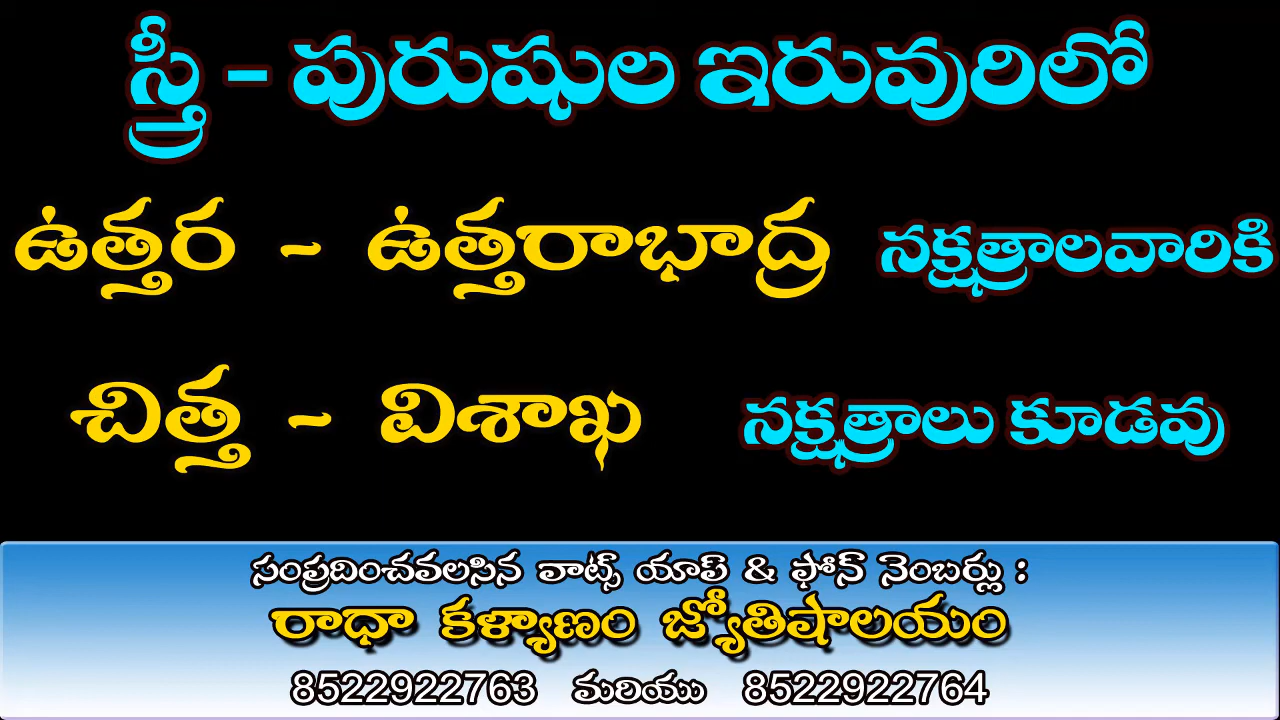 స్త్రీ – పురుషుల ఇరువురిలో
ఉత్తర - ఉత్తరాభాద్ర నక్షత్రాలవారికి
చిత్త - విశాఖ నక్షత్రాలు కూడవు
సంప్రదించవలసిన వాట్స్ యాప్ & ఫోన్ నెంబర్లు :
రాధా కళ్యాణం జ్యోతిషాలయం
8522922763 మరియు 8522922764